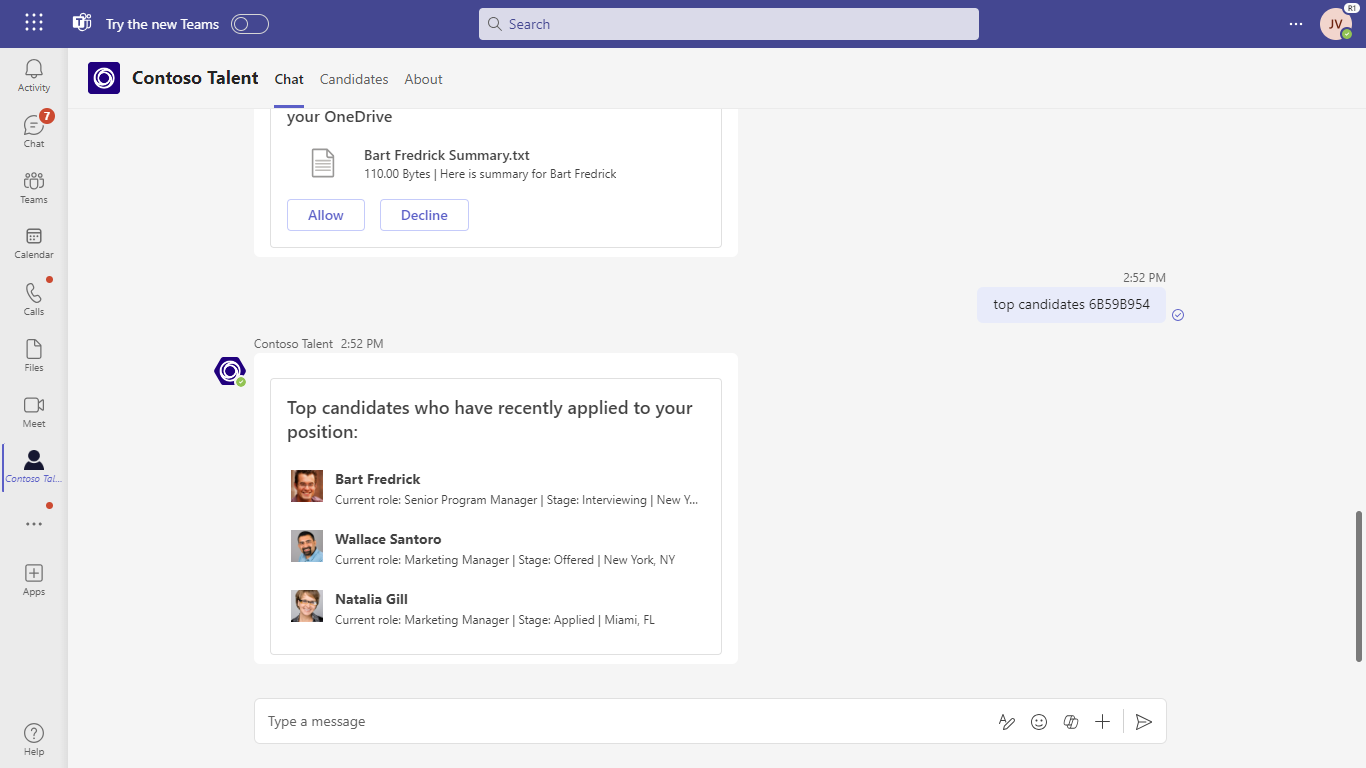 Try the new Teams
Search
JV
R1
Activity
7
Chat
Teams
Calendar
Calls
Files
Meet
Contoso Tal...
Apps
Help
Contoso Talent
Chat
Candidates
About
your OneDrive
Bart Fredrick Summary.txt
110.00 Bytes | Here is summary for Bart Fredrick
Allow
Decline
2:52 PM
top candidates 6B59B954
Contoso Talent 2:52 PM
Top candidates who have recently applied to your
position:
Bart Fredrick
Current role: Senior Program Manager | Stage: Interviewing | New Y...
Wallace Santoro
Current role: Marketing Manager | Stage: Offered | New York, NY
Natalia Gill
Current role: Marketing Manager | Stage: Applied | Miami, FL
Type a message